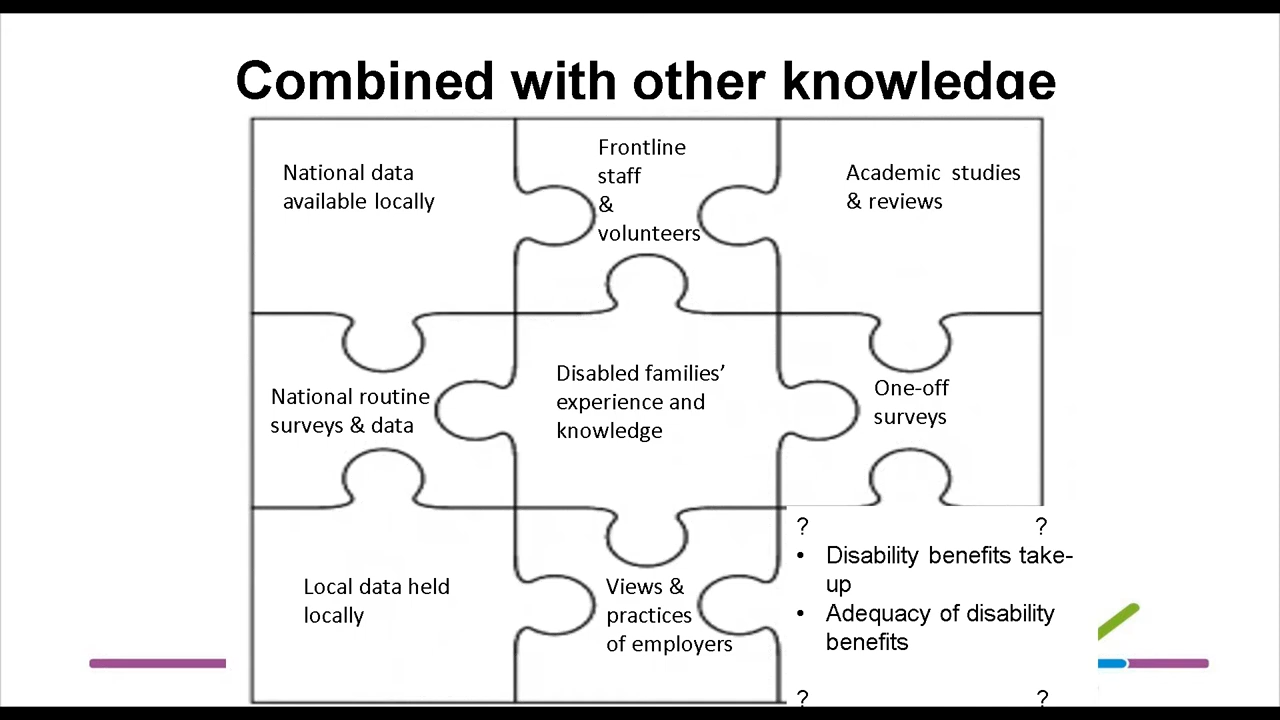 Combined with other knowledge
National data
available locally
Frontline
staff
&
volunteers
Academic studies
& reviews
National routine
surveys & data
Disabled families’
experience and
knowledge
One-off
surveys
Local data held
locally
Views &
practices
of employers
? ?
• Disability benefits take-
up
• Adequacy of disability
benefits
? ?